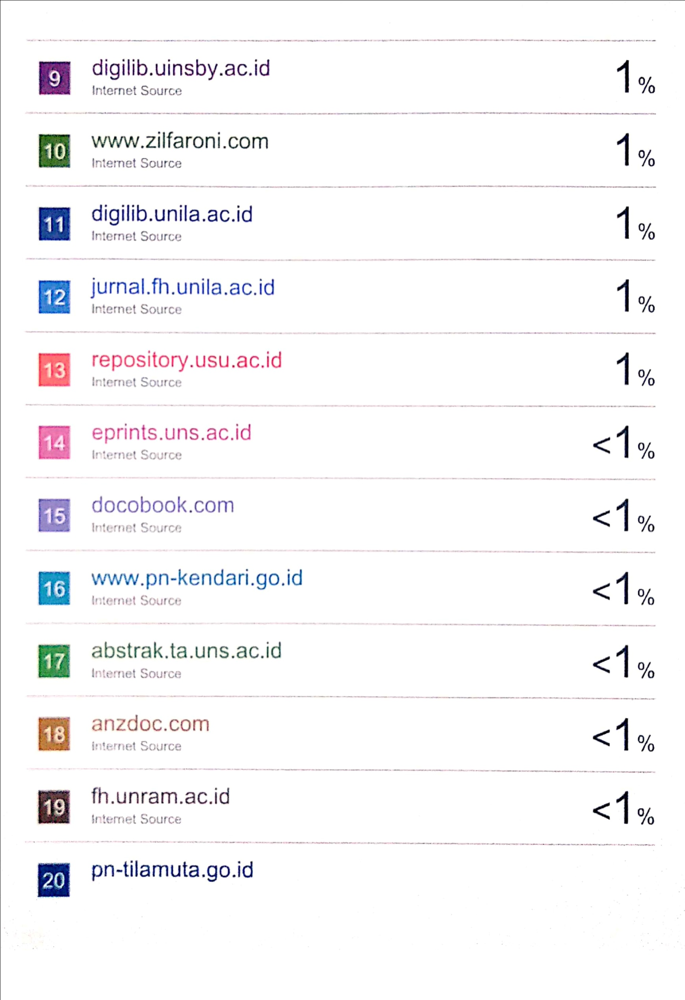 9 digilib.uinsby.ac.id 1%
Internet Source
10 www.zilfaroni.com 1%
Internet Source
11 digilib.unila.ac.id 1%
Internet Source
12 jurnal.fh.unila.ac.id 1%
Internet Source
13 repository.usu.ac.id 1%
Internet Source
14 eprints.uns.ac.id <1%
Internet Source
15 docobook.com <1%
Internet Source
16 www.pn-kendari.go.id <1%
Internet Source
17 abstrak.ta.uns.ac.id <1%
Internet Source
18 anzdoc.com <1%
Internet Source
19 fh.unram.ac.id <1%
Internet Source
20 pn-tilamuta.go.id